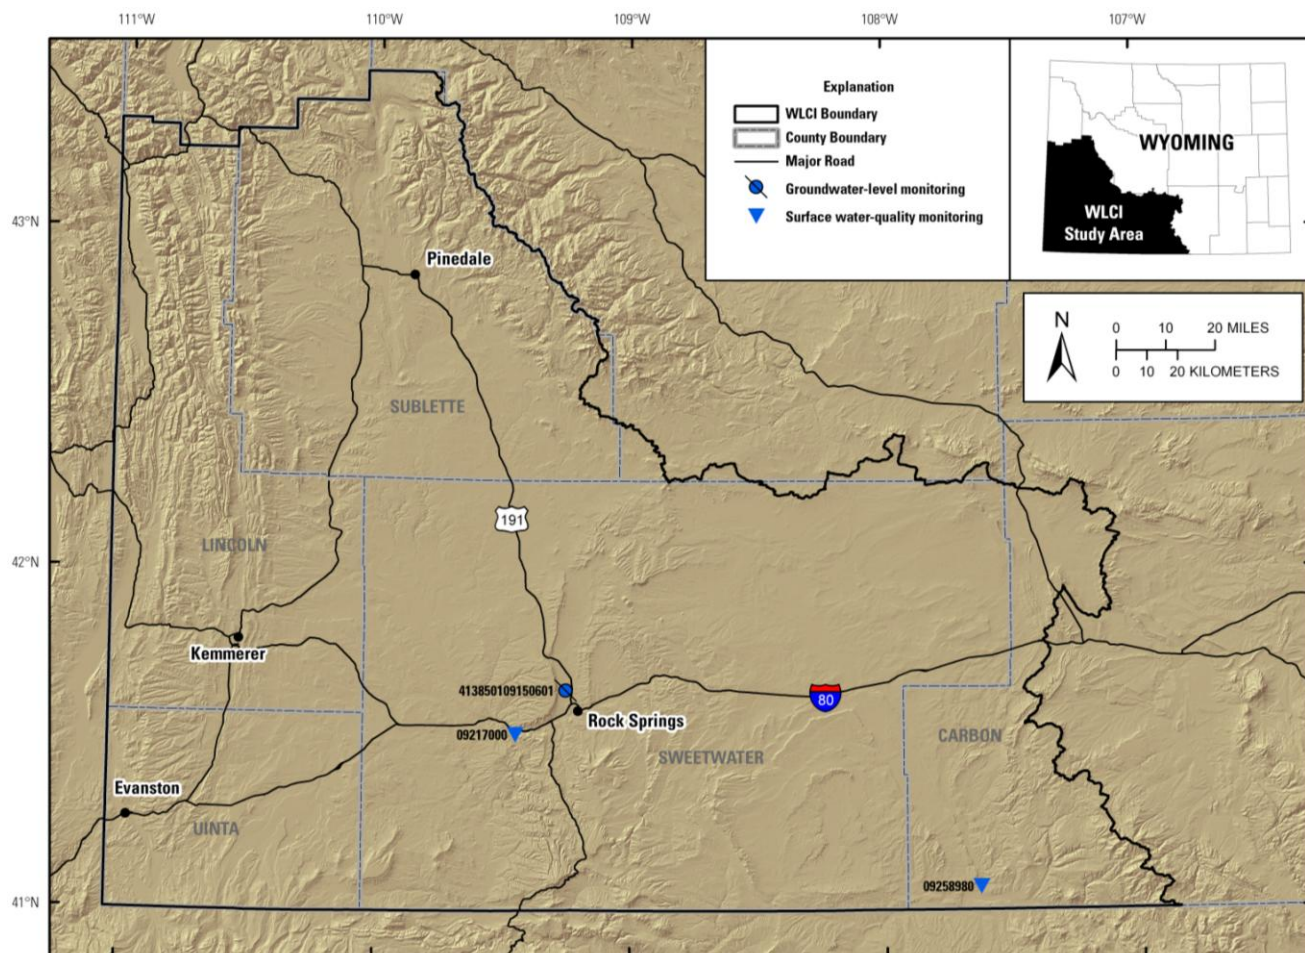 111°W
110°W
109°W
108°W
107°W
Explanation
WLCI Boundary
County Boundary
Major Road
Groundwater-level monitoring
Surface water-quality monitoring
WYOMING
WLCI
Study Area
43°N
Pinedale
N
0 10 20 MILES
0 10 20 KILOMETERS
SUBLETTE
191
LINCOLN
42°N
Kemmerer
413850109150601
80
Rock Springs
09217000
CARBON
SWEETWATER
Evanston
UINTA
09258980
41°N